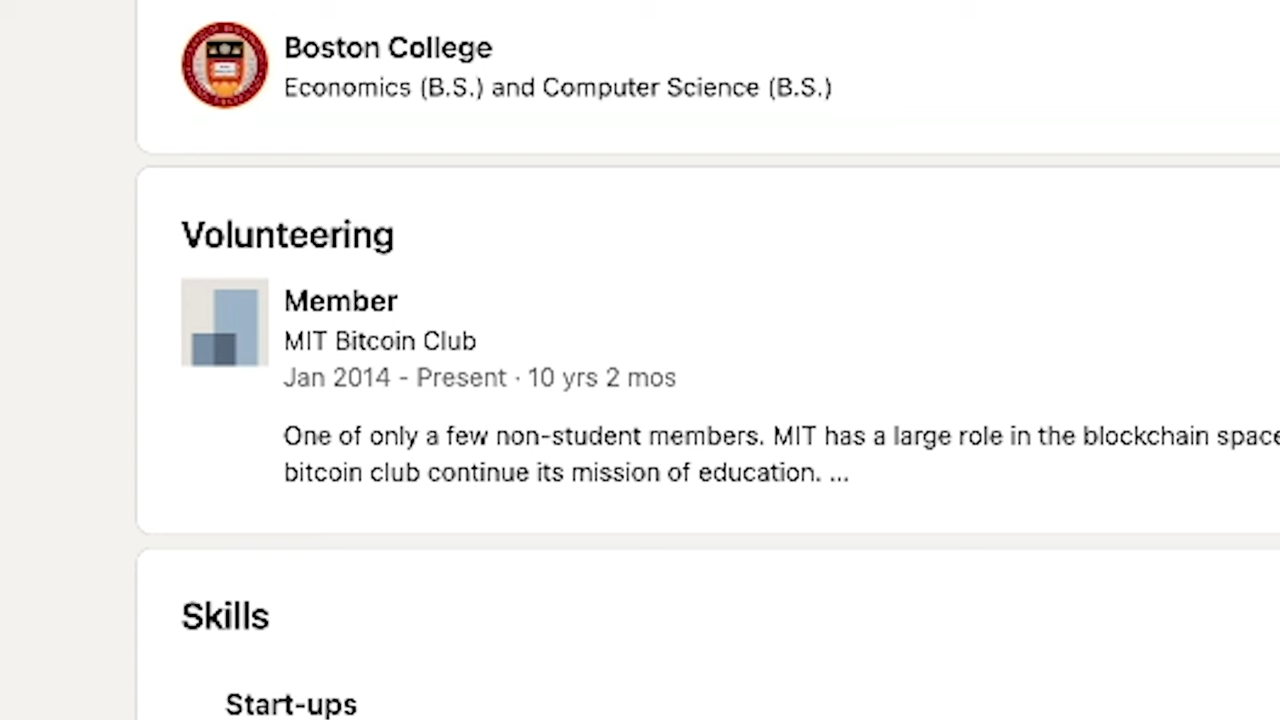 Boston College
Economics (B.S.) and Computer Science (B.S.)
Volunteering
Member
MIT Bitcoin Club
Jan 2014 - Present · 10 yrs 2 mos
One of only a few non-student members. MIT has a large role in the blockchain space
bitcoin club continue its mission of education. ...
Skills
Start-ups